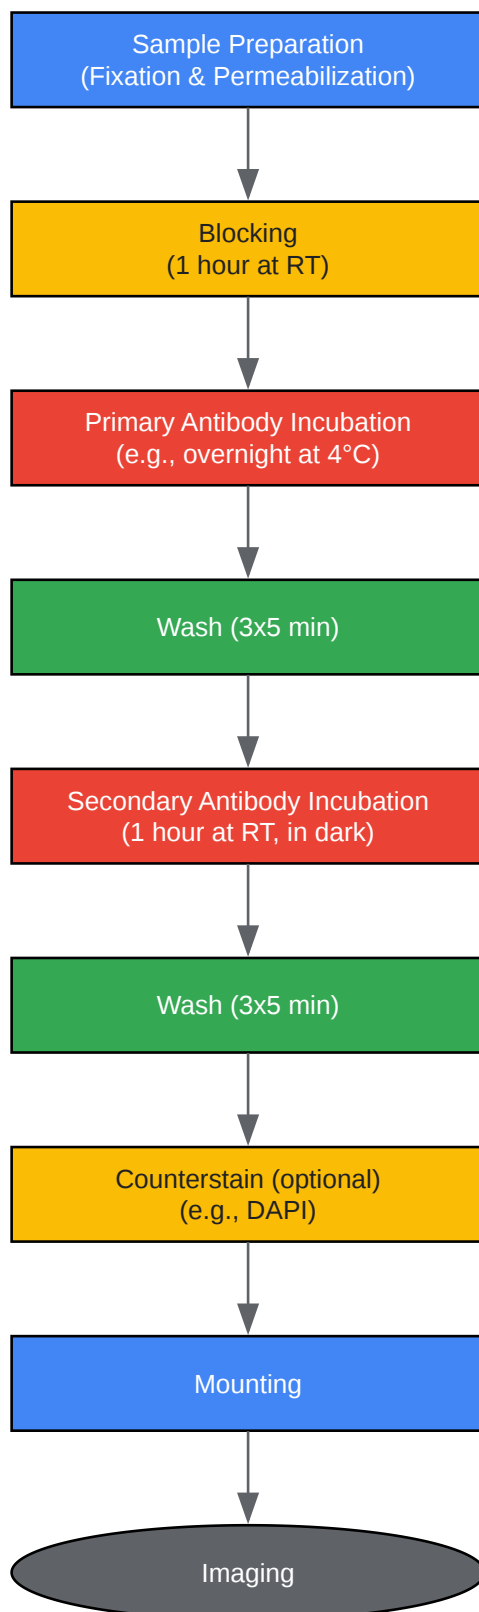 Sample Preparation
(Fixation & Permeabilization)
Blocking
(1 hour at RT)
Primary Antibody Incubation
(e.g., overnight at 4°C)
Wash (3x5 min)
Secondary Antibody Incubation
(1 hour at RT, in dark)
Wash (3x5 min)
Counterstain (optional)
(e.g., DAPI)
Mounting
Imaging